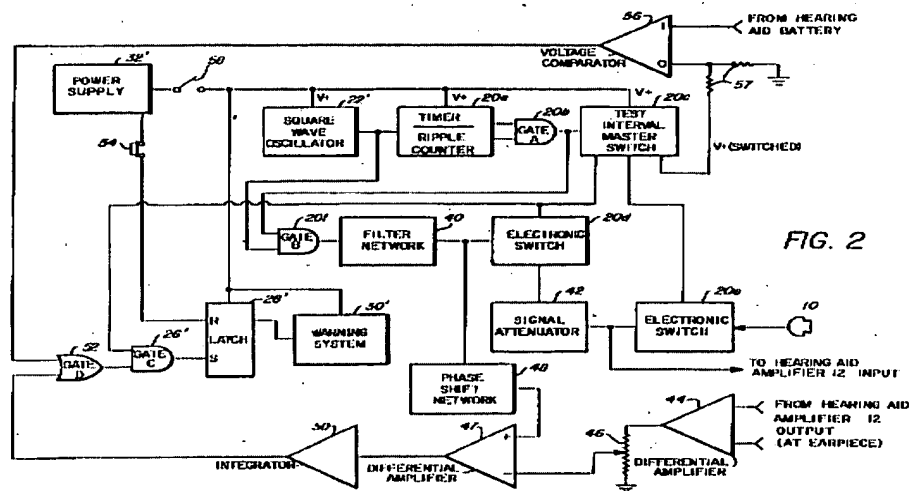 56
FROM HEARING
AID BATTERY
VOLTAGE
COMPARATOR
57
32'
POWER
SUPPLY
58
V+
V+
V+
22'
SQUARE
WAVE
OSCILLATOR
20a
TIMER
RIPPLE
COUNTER
20b
GATE
A
20c
TEST
INTERVAL
MASTER
SWITCH
V+ (SWITCHED)
54
20f
GATE
B
40
FILTER
NETWORK
20d
ELECTRONIC
SWITCH
FIG. 2
28'
R
LATCH
S
30'
WARNING
SYSTEM
42
SIGNAL
ATTENUATOR
20e
ELECTRONIC
SWITCH
10
26'
GATE
C
52
GATE
D
TO HEARING AID
AMPLIFIER 12 INPUT
48
PHASE
SHIFT
NETWORK
50
INTEGRATOR
47
+
−
DIFFERENTIAL
AMPLIFIER
46
44
DIFFERENTIAL
AMPLIFIER
FROM HEARING AID
AMPLIFIER 12
OUTPUT
(AT EARPIECE)